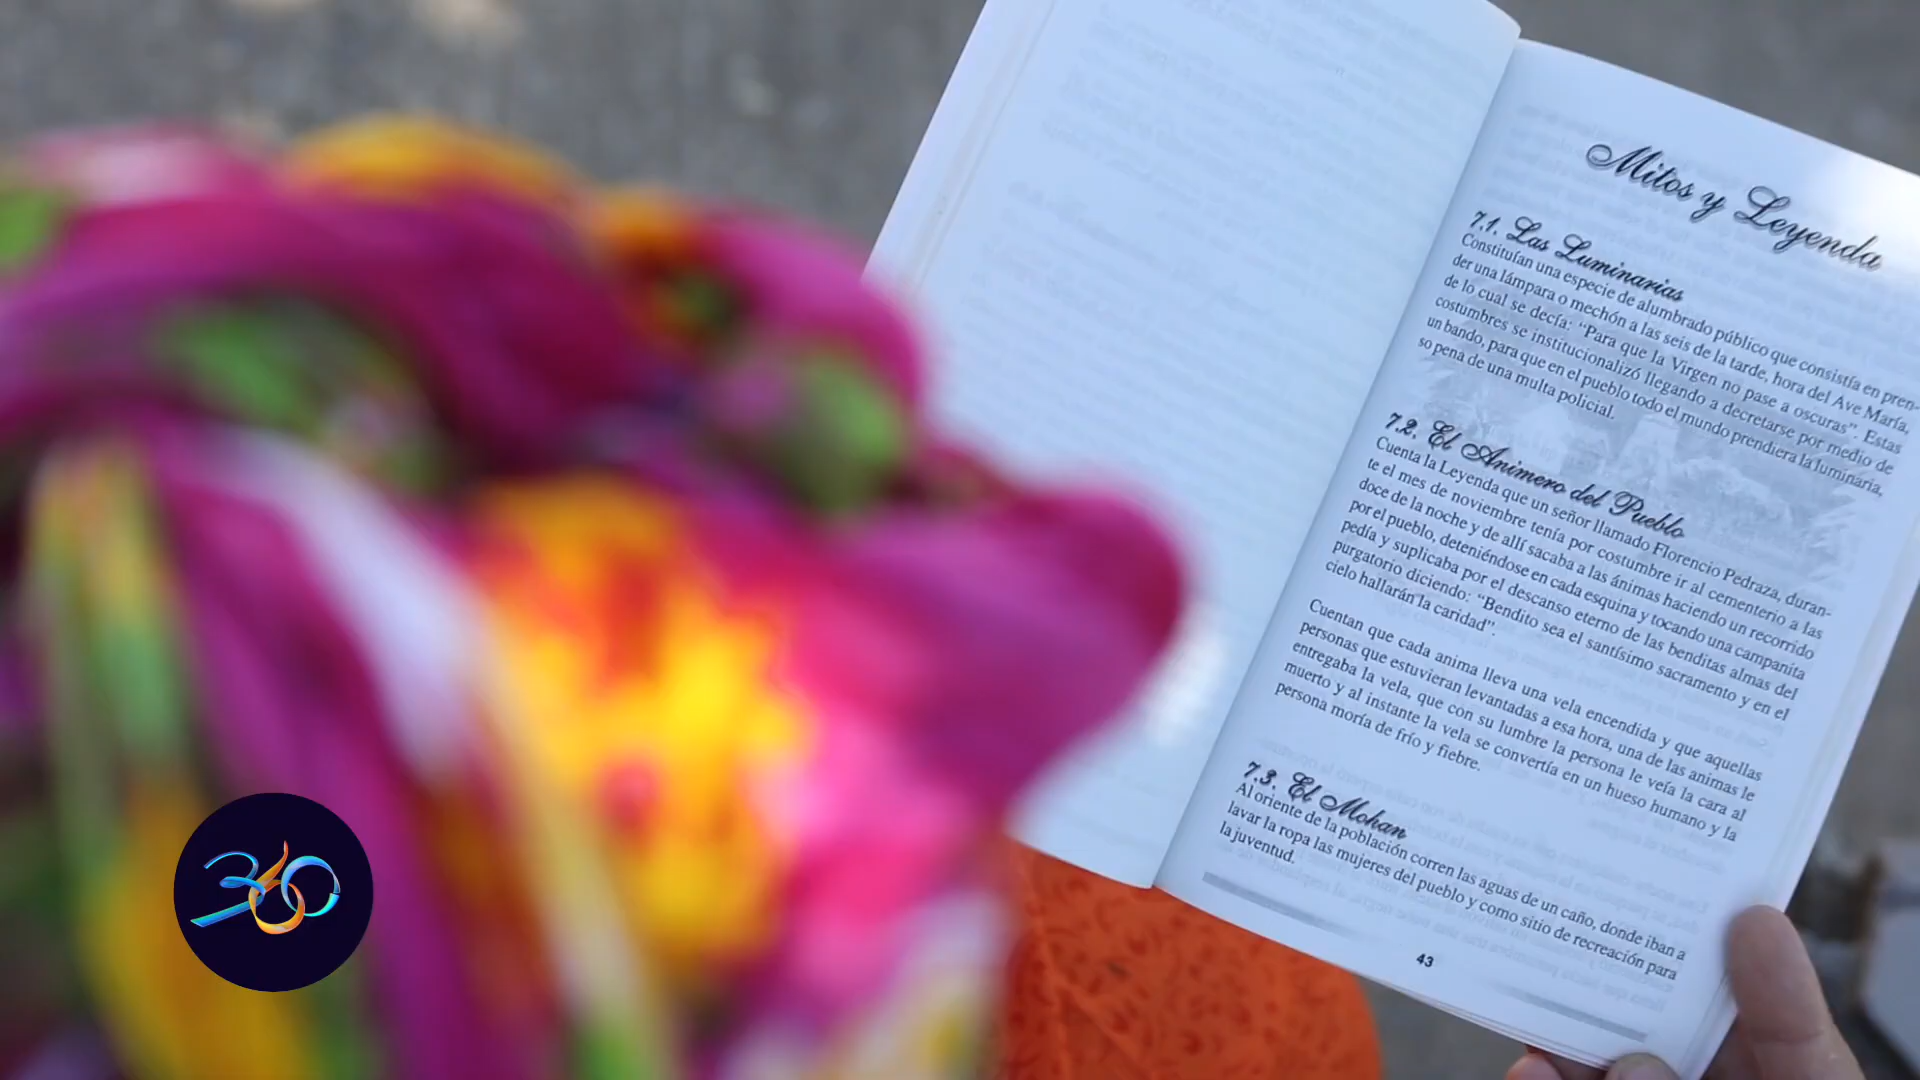 Mitos y Leyenda
7.1. Las Luminarias
Constituían una especie de alumbrado público que consistía en pren-
der una lámpara o mechón a las seis de la tarde, hora del Ave María,
de lo cual se decía: “Para que la Virgen no pase a oscuras”. Estas
costumbres se institucionalizó llegando a decretarse por medio de
un bando, para que en el pueblo todo el mundo prendiera la luminaria,
so pena de una multa policial.
7.2. El Animero del Pueblo
Cuenta la Leyenda que un señor llamado Florencio Pedraza, duran-
te el mes de noviembre tenía por costumbre ir al cementerio a las
doce de la noche y de allí sacaba a las ánimas haciendo un recorrido
por el pueblo, deteniéndose en cada esquina y tocando una campanita
pedía y suplicaba por el descanso eterno de las benditas almas del
purgatorio diciendo: “Bendito sea el santísimo sacramento y en el
cielo hallarán la caridad”.
Cuentan que cada anima lleva una vela encendida y que aquellas
personas que estuvieran levantadas a esa hora, una de las animas le
entregaba la vela, que con su lumbre la persona le veía la cara al
muerto y al instante la vela se convertía en un hueso humano y la
persona moría de frío y fiebre.
7.3. El Mohan
Al oriente de la población corren las aguas de un caño, donde iban a
lavar la ropa las mujeres del pueblo y como sitio de recreación para
la juventud.
43
360